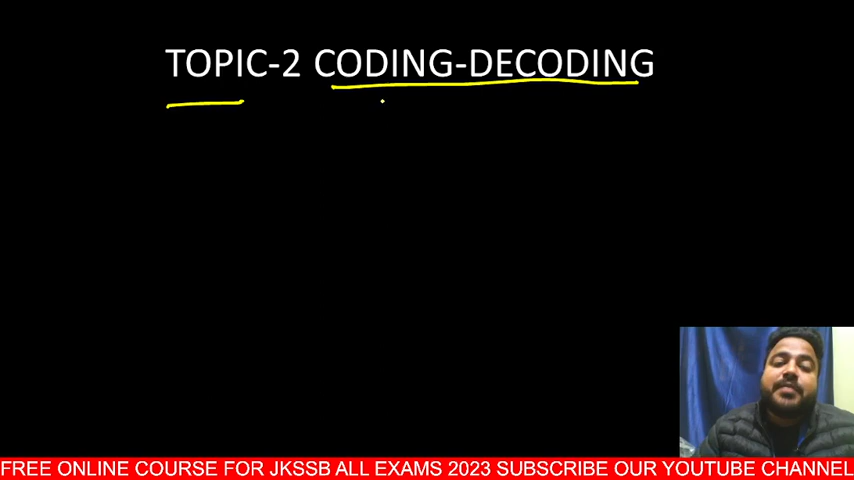 TOPIC-2 CODING-DECODING
FREE ONLINE COURSE FOR JKSSB ALL EXAMS 2023 SUBSCRIBE OUR YOUTUBE CHANNEL